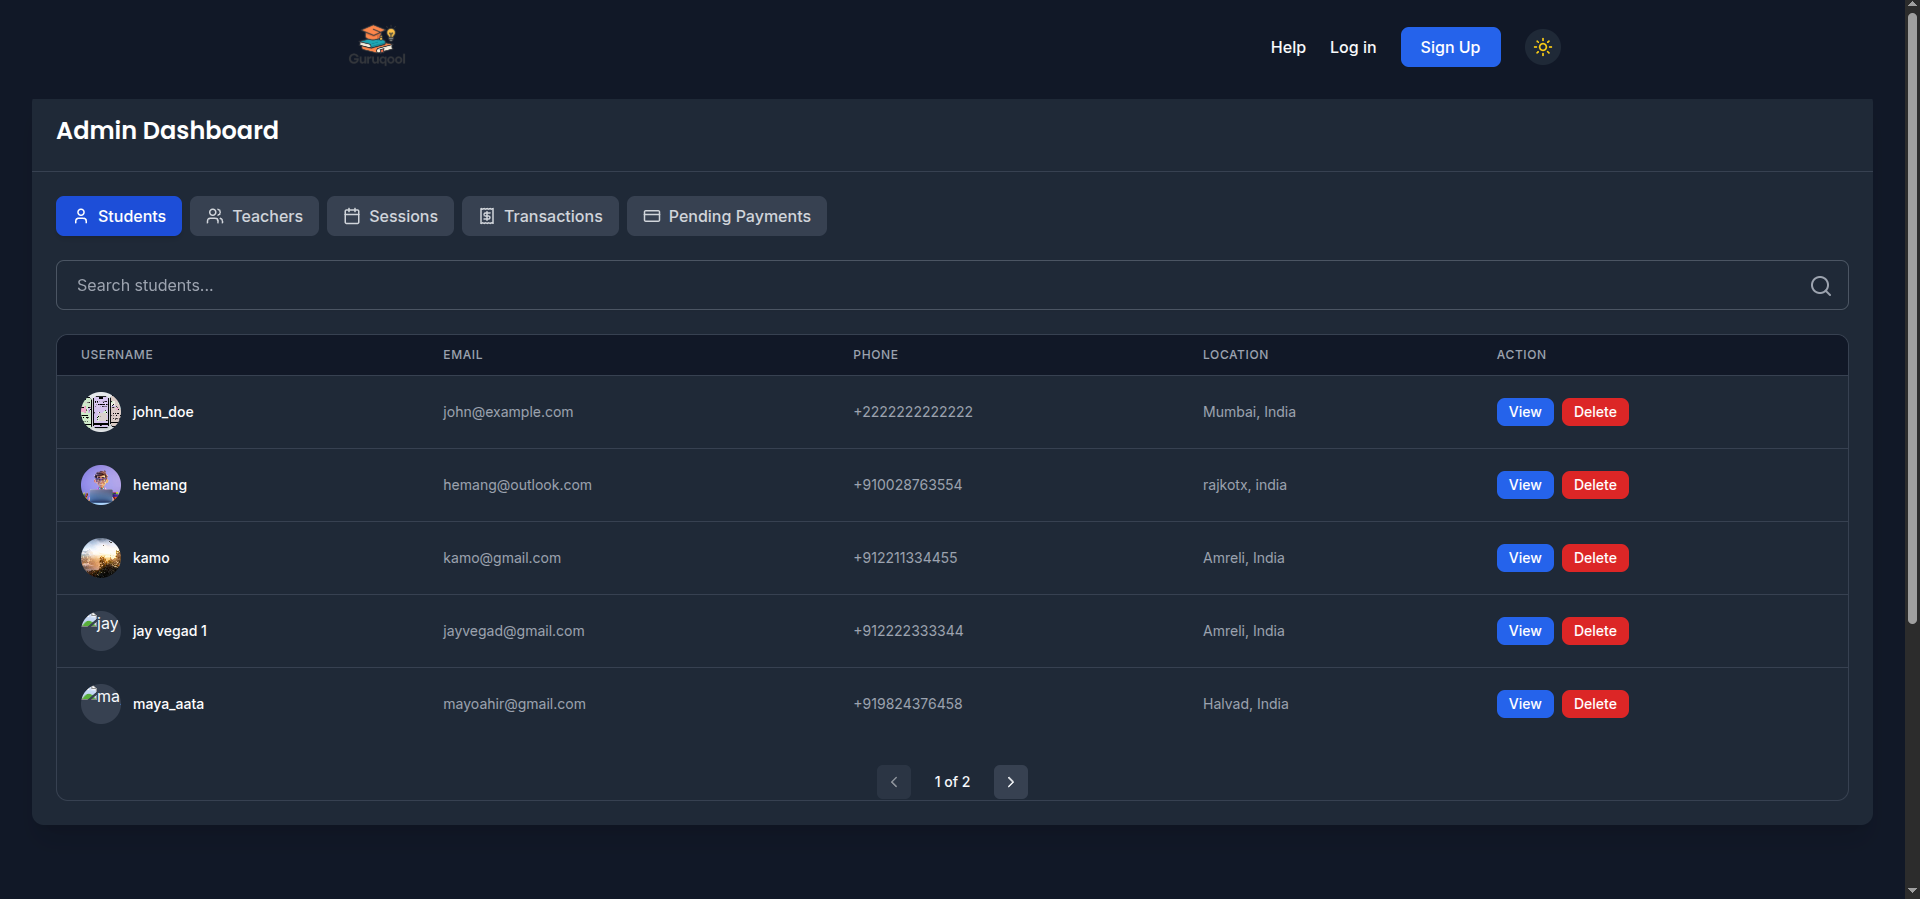 Guruqool
Help Log in Sign Up
Admin Dashboard
Students Teachers Sessions Transactions Pending Payments
Search students...
USERNAME EMAIL PHONE LOCATION ACTION
john_doe john@example.com +2222222222222 Mumbai, India View Delete
hemang hemang@outlook.com +910028763554 rajkotx, india View Delete
kamo kamo@gmail.com +912211334455 Amreli, India View Delete
jay jay vegad 1 jayvegad@gmail.com +912222333344 Amreli, India View Delete
ma maya_aata mayoahir@gmail.com +919824376458 Halvad, India View Delete
1 of 2